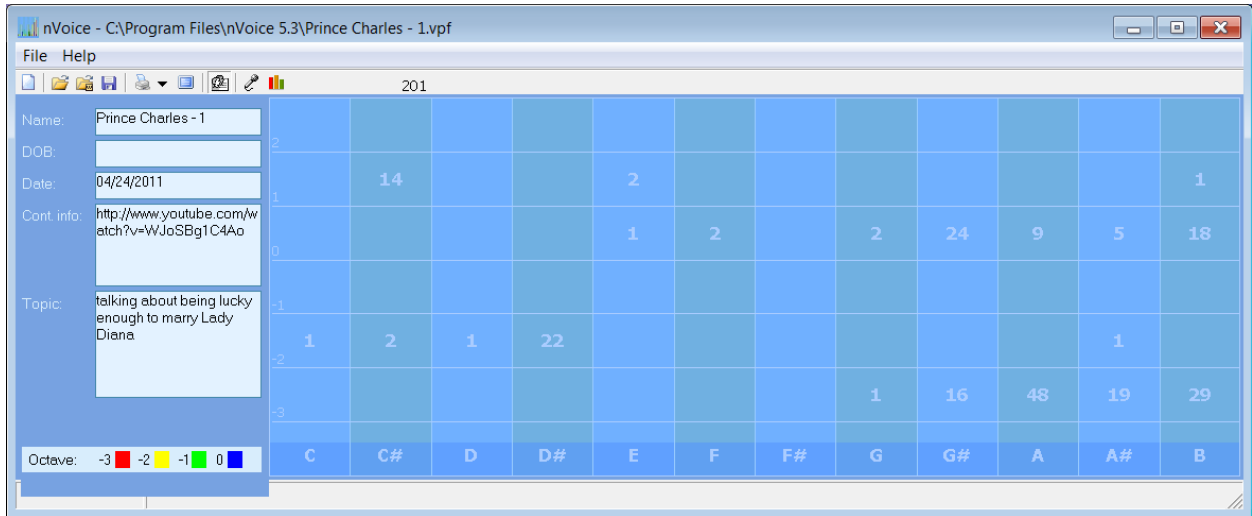 nVoice - C:\Program Files\nVoice 5.3\Prince Charles - 1.vpf
File Help
201
Name: Prince Charles - 1
DOB:
Date: 04/24/2011
Cont. info: http://www.youtube.com/w
atch?v=WJoSBg1C4Ao
Topic: talking about being lucky
enough to marry Lady
Diana
Octave: -3 -2 -1 0
2
14 2 1
1
1 2 2 24 9 5 18
0
-1
1 2 1 22 1
-2
1 16 48 19 29
-3
C C# D D# E F F# G G# A A# B